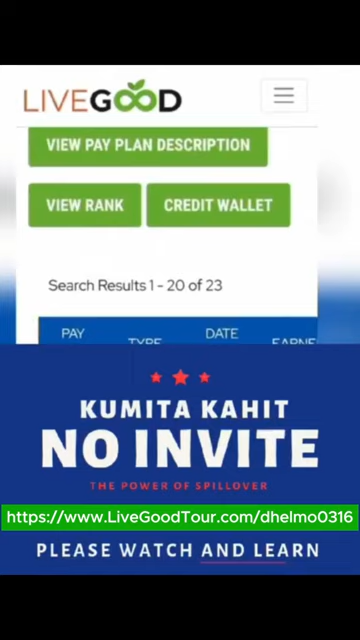 LIVEGOOD
VIEW PAY PLAN DESCRIPTION
VIEW RANK
CREDIT WALLET
Search Results 1 - 20 of 23
PAY
TYPE
DATE
KUMITA KAHIT
NO INVITE
THE POWER OF SPILLOVER
https://www.LiveGoodTour.com/dhelmo0316
PLEASE WATCH AND LEARN